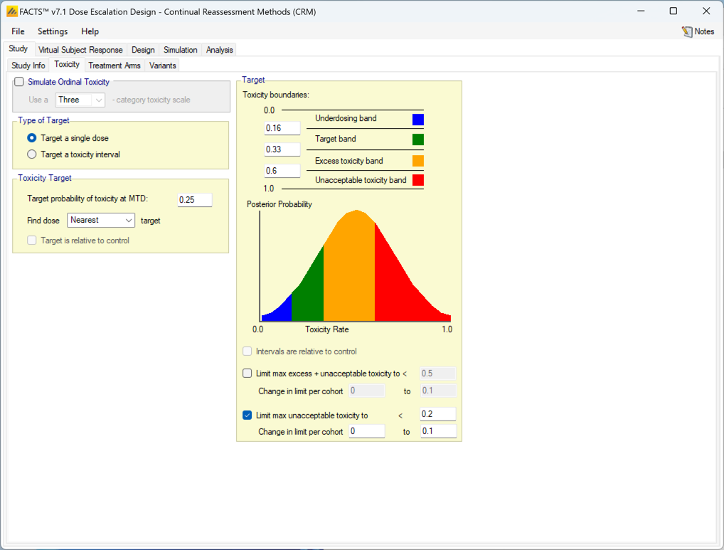 FACTS™ v7.1 Dose Escalation Design - Continual Reassessment Methods (CRM)
File Settings Help Notes
Study Virtual Subject Response Design Simulation Analysis
Study Info Toxicity Treatment Arms Variants
Simulate Ordinal Toxicity
Use a Three - category toxicity scale
Type of Target
Target a single dose
Target a toxicity interval
Toxicity Target
Target probability of toxicity at MTD: 0.25
Find dose Nearest target
Target is relative to control
Target
Toxicity boundaries:
0.0
Underdosing band
0.16
Target band
0.33
Excess toxicity band
0.6
Unacceptable toxicity band
1.0
Posterior Probability
0.0 Toxicity Rate 1.0
Intervals are relative to control
Limit max excess + unacceptable toxicity to < 0.5
Change in limit per cohort 0 to 0.1
Limit max unacceptable toxicity to < 0.2
Change in limit per cohort 0 to 0.1